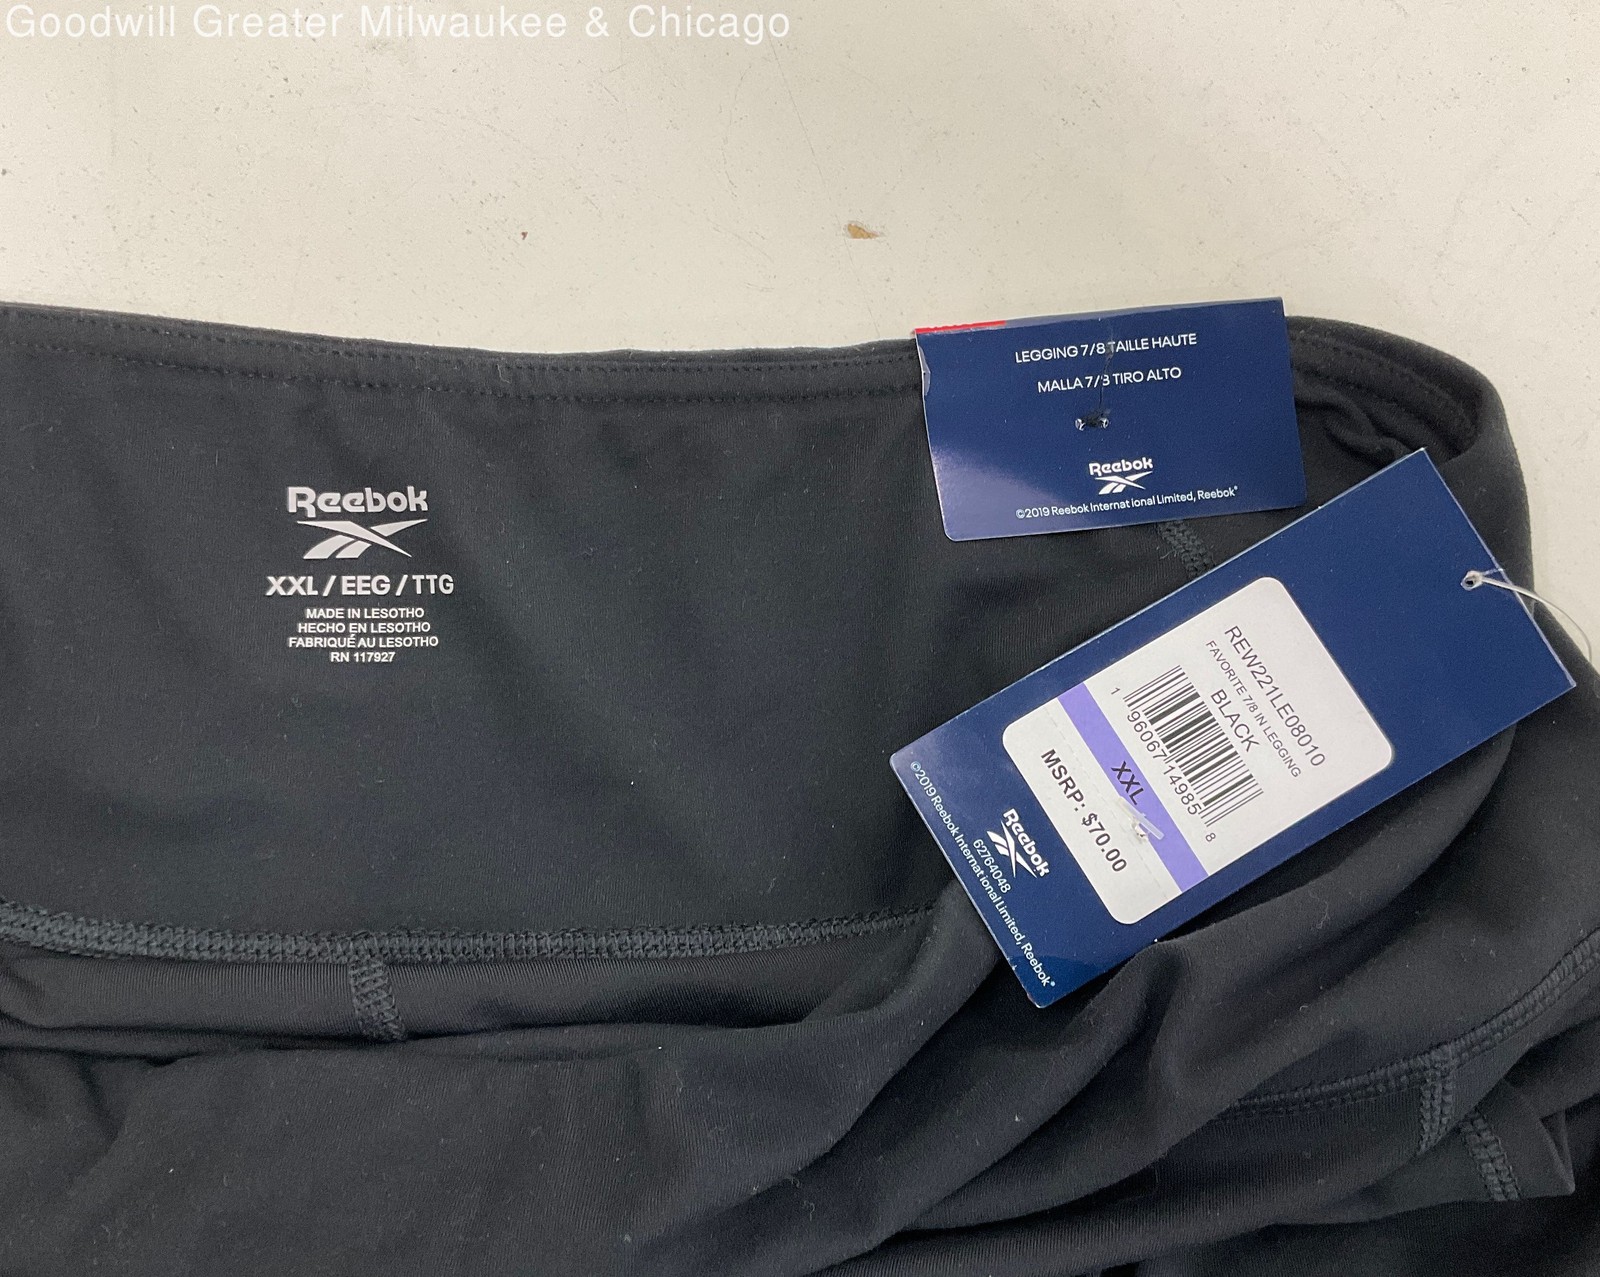 Goodwill Greater Milwaukee & Chicago
LEGGING 7/8 TAILLE HAUTE
MALLA 7/8 TIRO ALTO
Reebok
©2019 Reebok International Limited, Reebok®
Reebok
XXL / EEG / TTG
MADE IN LESOTHO
HECHO EN LESOTHO
FABRIQUÉ AU LESOTHO
RN 117927
REW221LE08010
FAVORITE 7/8 IN LEGGING
BLACK
1 96067 14985 8
XXL
MSRP: $70.00
Reebok
62764048
©2019 Reebok International Limited, Reebok®